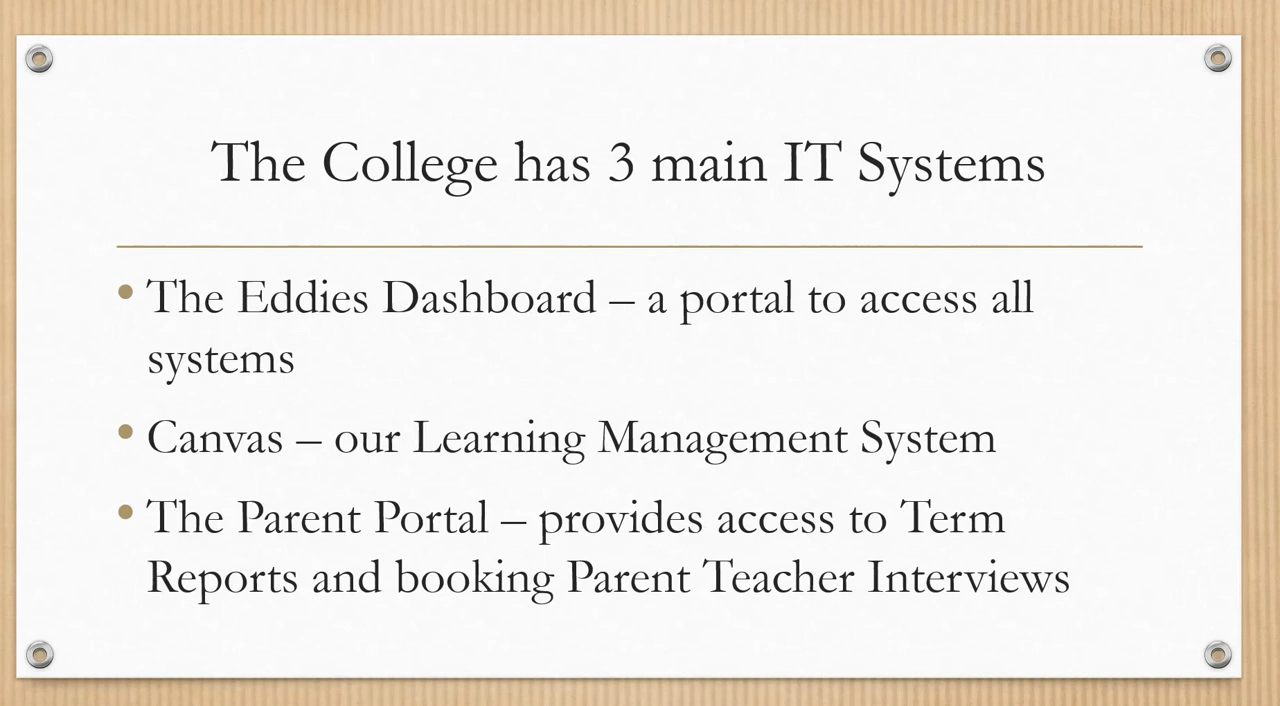 The College has 3 main IT Systems
• The Eddies Dashboard – a portal to access all
systems
• Canvas – our Learning Management System
• The Parent Portal – provides access to Term
Reports and booking Parent Teacher Interviews